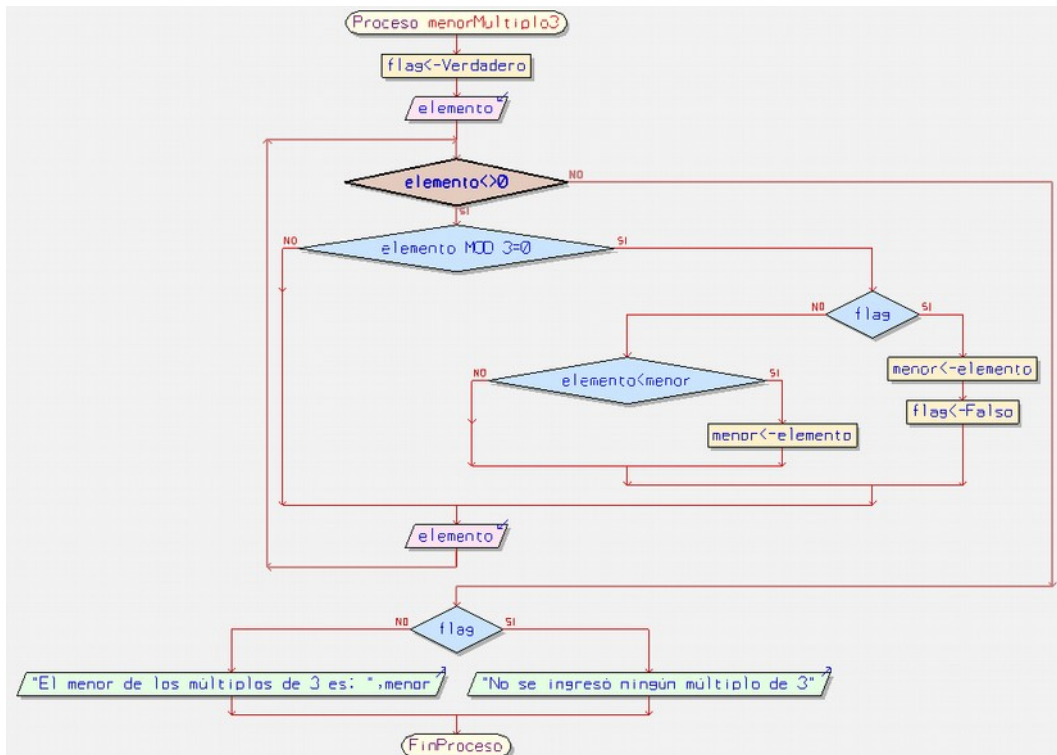 Proceso menorMultiplo3
flag<-Verdadero
elemento
elemento<>0
NO
SI
NO
elemento MOD 3=0
SI
NO
flag
SI
NO
elemento<menor
SI
menor<-elemento
flag<-Falso
menor<-elemento
elemento
NO
flag
SI
"El menor de los múltiplos de 3 es: ",menor
"No se ingresó ningún múltiplo de 3"
FinProceso